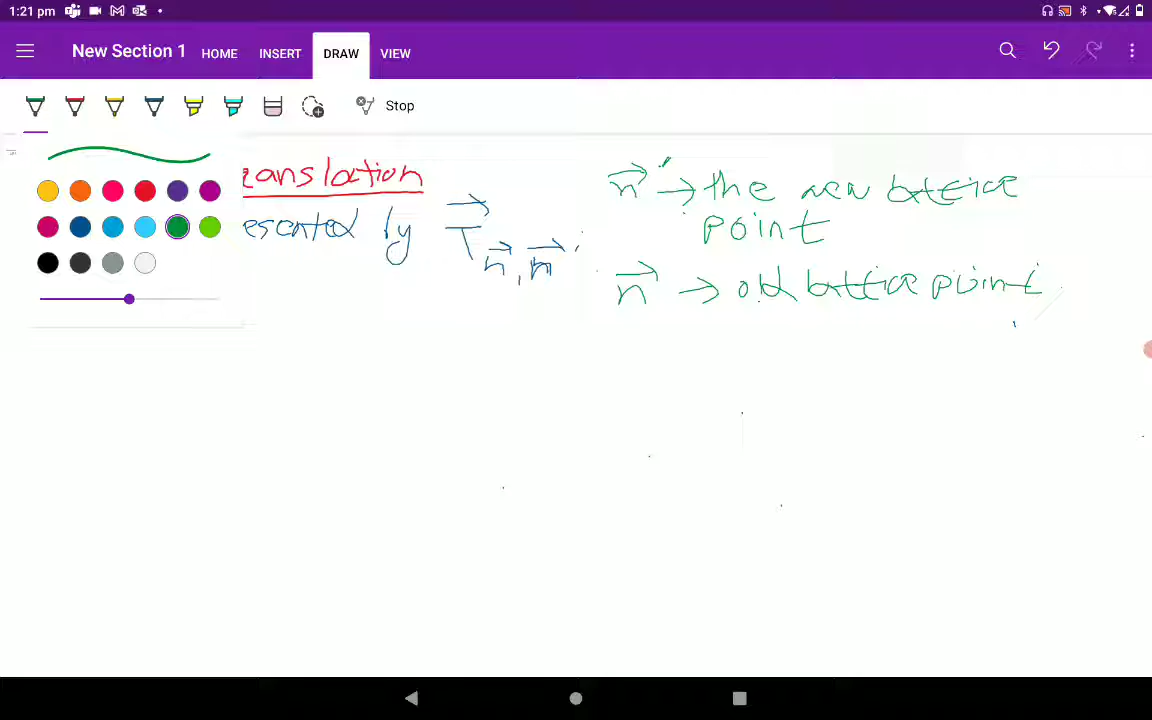 1:21 pm
New Section 1 HOME INSERT DRAW VIEW
Stop
ranslation
esented by T⃗ n⃗, n⃗'
n⃗' → the new lattice
point
n⃗ → old lattice point